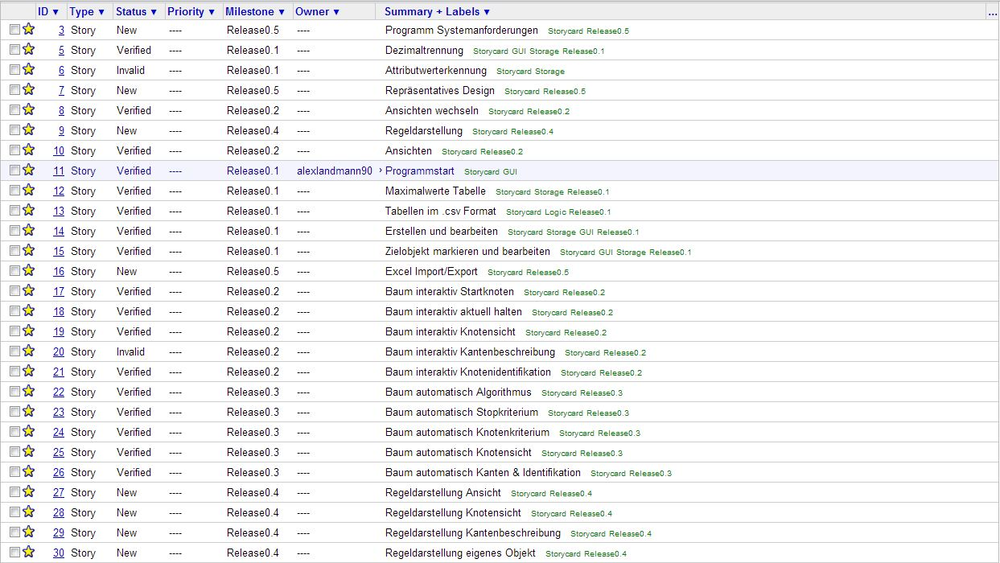 ID ▼ Type ▼ Status ▼ Priority ▼ Milestone ▼ Owner ▼ Summary + Labels ▼ ...
3 Story New ---- Release0.5 ---- Programm Systemanforderungen Storycard Release0.5
5 Story Verified ---- Release0.1 ---- Dezimaltrennung Storycard GUI Storage Release0.1
6 Story Invalid ---- Release0.1 ---- Attributwerterkennung Storycard Storage
7 Story New ---- Release0.5 ---- Repräsentatives Design Storycard Release0.5
8 Story Verified ---- Release0.2 ---- Ansichten wechseln Storycard Release0.2
9 Story New ---- Release0.4 ---- Regeldarstellung Storycard Release0.4
10 Story Verified ---- Release0.2 ---- Ansichten Storycard Release0.2
11 Story Verified ---- Release0.1 alexlandmann90 › Programmstart Storycard GUI
12 Story Verified ---- Release0.1 ---- Maximalwerte Tabelle Storycard Storage Release0.1
13 Story Verified ---- Release0.1 ---- Tabellen im .csv Format Storycard Logic Release0.1
14 Story Verified ---- Release0.1 ---- Erstellen und bearbeiten Storycard Storage GUI Release0.1
15 Story Verified ---- Release0.1 ---- Zielobjekt markieren und bearbeiten Storycard GUI Storage Release0.1
16 Story New ---- Release0.5 ---- Excel Import/Export Storycard Release0.5
17 Story Verified ---- Release0.2 ---- Baum interaktiv Startknoten Storycard Release0.2
18 Story Verified ---- Release0.2 ---- Baum interaktiv aktuell halten Storycard Release0.2
19 Story Verified ---- Release0.2 ---- Baum interaktiv Knotensicht Storycard Release0.2
20 Story Invalid ---- Release0.2 ---- Baum interaktiv Kantenbeschreibung Storycard Release0.2
21 Story Verified ---- Release0.2 ---- Baum interaktiv Knotenidentifikation Storycard Release0.2
22 Story Verified ---- Release0.3 ---- Baum automatisch Algorithmus Storycard Release0.3
23 Story Verified ---- Release0.3 ---- Baum automatisch Stopkriterium Storycard Release0.3
24 Story Verified ---- Release0.3 ---- Baum automatisch Knotenkriterium Storycard Release0.3
25 Story Verified ---- Release0.3 ---- Baum automatisch Knotensicht Storycard Release0.3
26 Story Verified ---- Release0.3 ---- Baum automatisch Kanten & Identifikation Storycard Release0.3
27 Story New ---- Release0.4 ---- Regeldarstellung Ansicht Storycard Release0.4
28 Story New ---- Release0.4 ---- Regeldarstellung Knotensicht Storycard Release0.4
29 Story New ---- Release0.4 ---- Regeldarstellung Kantenbeschreibung Storycard Release0.4
30 Story New ---- Release0.4 ---- Regeldarstellung eigenes Objekt Storycard Release0.4